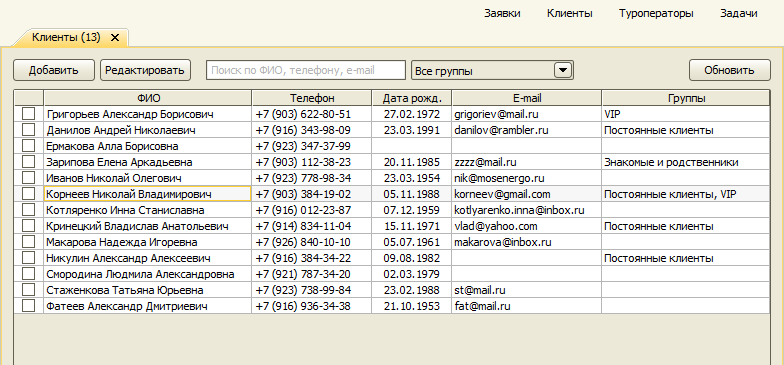 Заявки Клиенты Туроператоры Задачи
Клиенты (13)
Добавить Редактировать Поиск по ФИО, телефону, e-mail Все группы Обновить
ФИО Телефон Дата рожд. E-mail Группы
Григорьев Александр Борисович +7 (903) 622-80-51 27.02.1972 grigoriev@mail.ru VIP
Данилов Андрей Николаевич +7 (916) 343-98-09 23.03.1991 danilov@rambler.ru Постоянные клиенты
Ермакова Алла Борисовна +7 (923) 347-37-99
Зарипова Елена Аркадьевна +7 (903) 112-38-23 20.11.1985 zzzz@mail.ru Знакомые и родственники
Иванов Николай Олегович +7 (923) 778-98-34 23.03.1954 nik@mosenergo.ru
Корнеев Николай Владимирович +7 (903) 384-19-02 05.11.1988 korneev@gmail.com Постоянные клиенты, VIP
Котляренко Инна Станиславна +7 (916) 012-23-87 07.12.1959 kotlyarenko.inna@inbox.ru
Кринецкий Владислав Анатольевич +7 (914) 834-11-04 15.11.1971 vlad@yahoo.com Постоянные клиенты
Макарова Надежда Игоревна +7 (926) 840-10-10 05.07.1961 makarova@inbox.ru
Никулин Александр Алексеевич +7 (916) 384-34-22 09.08.1982 Постоянные клиенты
Смородина Людмила Александровна +7 (921) 787-34-20 02.03.1979
Стаженкова Татьяна Юрьевна +7 (923) 738-99-84 23.02.1988 st@mail.ru
Фатеев Александр Дмитриевич +7 (916) 936-34-38 21.10.1953 fat@mail.ru